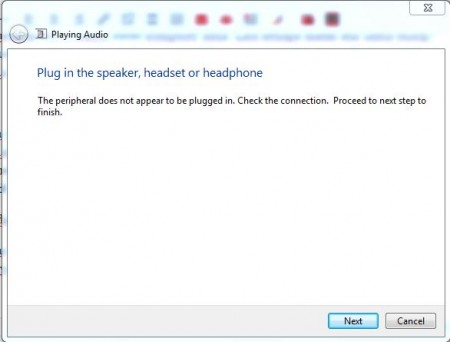 Playing Audio
Plug in the speaker, headset or headphone
The peripheral does not appear to be plugged in. Check the connection. Proceed to next step to
finish.
Next Cancel